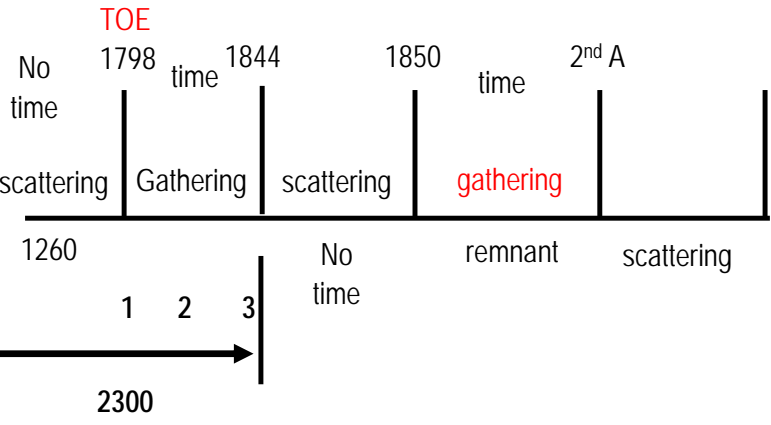 TOE
1798 1844 1850 2nd A
No time time time
scattering Gathering scattering gathering
1260 No time remnant scattering
1 2 3
2300